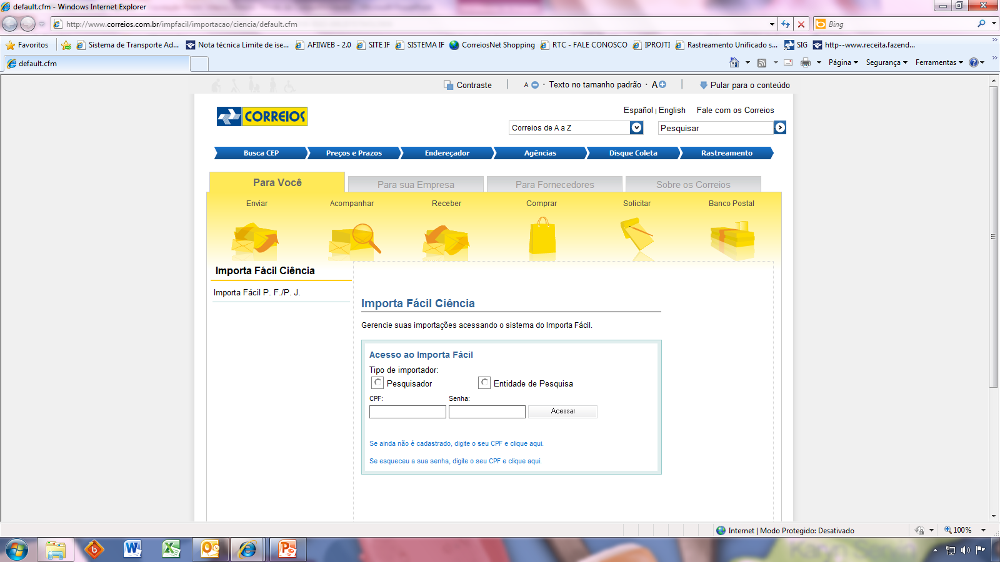 default.cfm - Windows Internet Explorer
http://www.correios.com.br/impfacil/importacao/ciencia/default.cfm
Bing
Favoritos
Sistema de Transporte Ad...
Nota técnica Limite de ise...
AFIIWEB - 2.0
SITE IF
SISTEMA IF
CorreiosNet Shopping
RTC - FALE CONOSCO
IPROJTI
Rastreamento Unificado s...
SIG
http--www.receita.fazend...
default.cfm
Página
Segurança
Ferramentas
Contraste
A
Texto no tamanho padrão
A
Pular para o conteúdo
CORREIOS
Español | English
Fale com os Correios
Correios de A a Z
Pesquisar
Busca CEP
Preços e Prazos
Endereçador
Agências
Disque Coleta
Rastreamento
Para Você
Para sua Empresa
Para Fornecedores
Sobre os Correios
Enviar
Acompanhar
Receber
Comprar
Solicitar
Banco Postal
Importa Fácil Ciência
Importa Fácil P. F./P. J.
Importa Fácil Ciência
Gerencie suas importações acessando o sistema do Importa Fácil.
Acesso ao Importa Fácil
Tipo de importador:
Pesquisador
Entidade de Pesquisa
CPF:
Senha:
Acessar
Se ainda não é cadastrado, digite o seu CPF e clique aqui.
Se esqueceu a sua senha, digite o seu CPF e clique aqui.
Internet | Modo Protegido: Desativado
100%